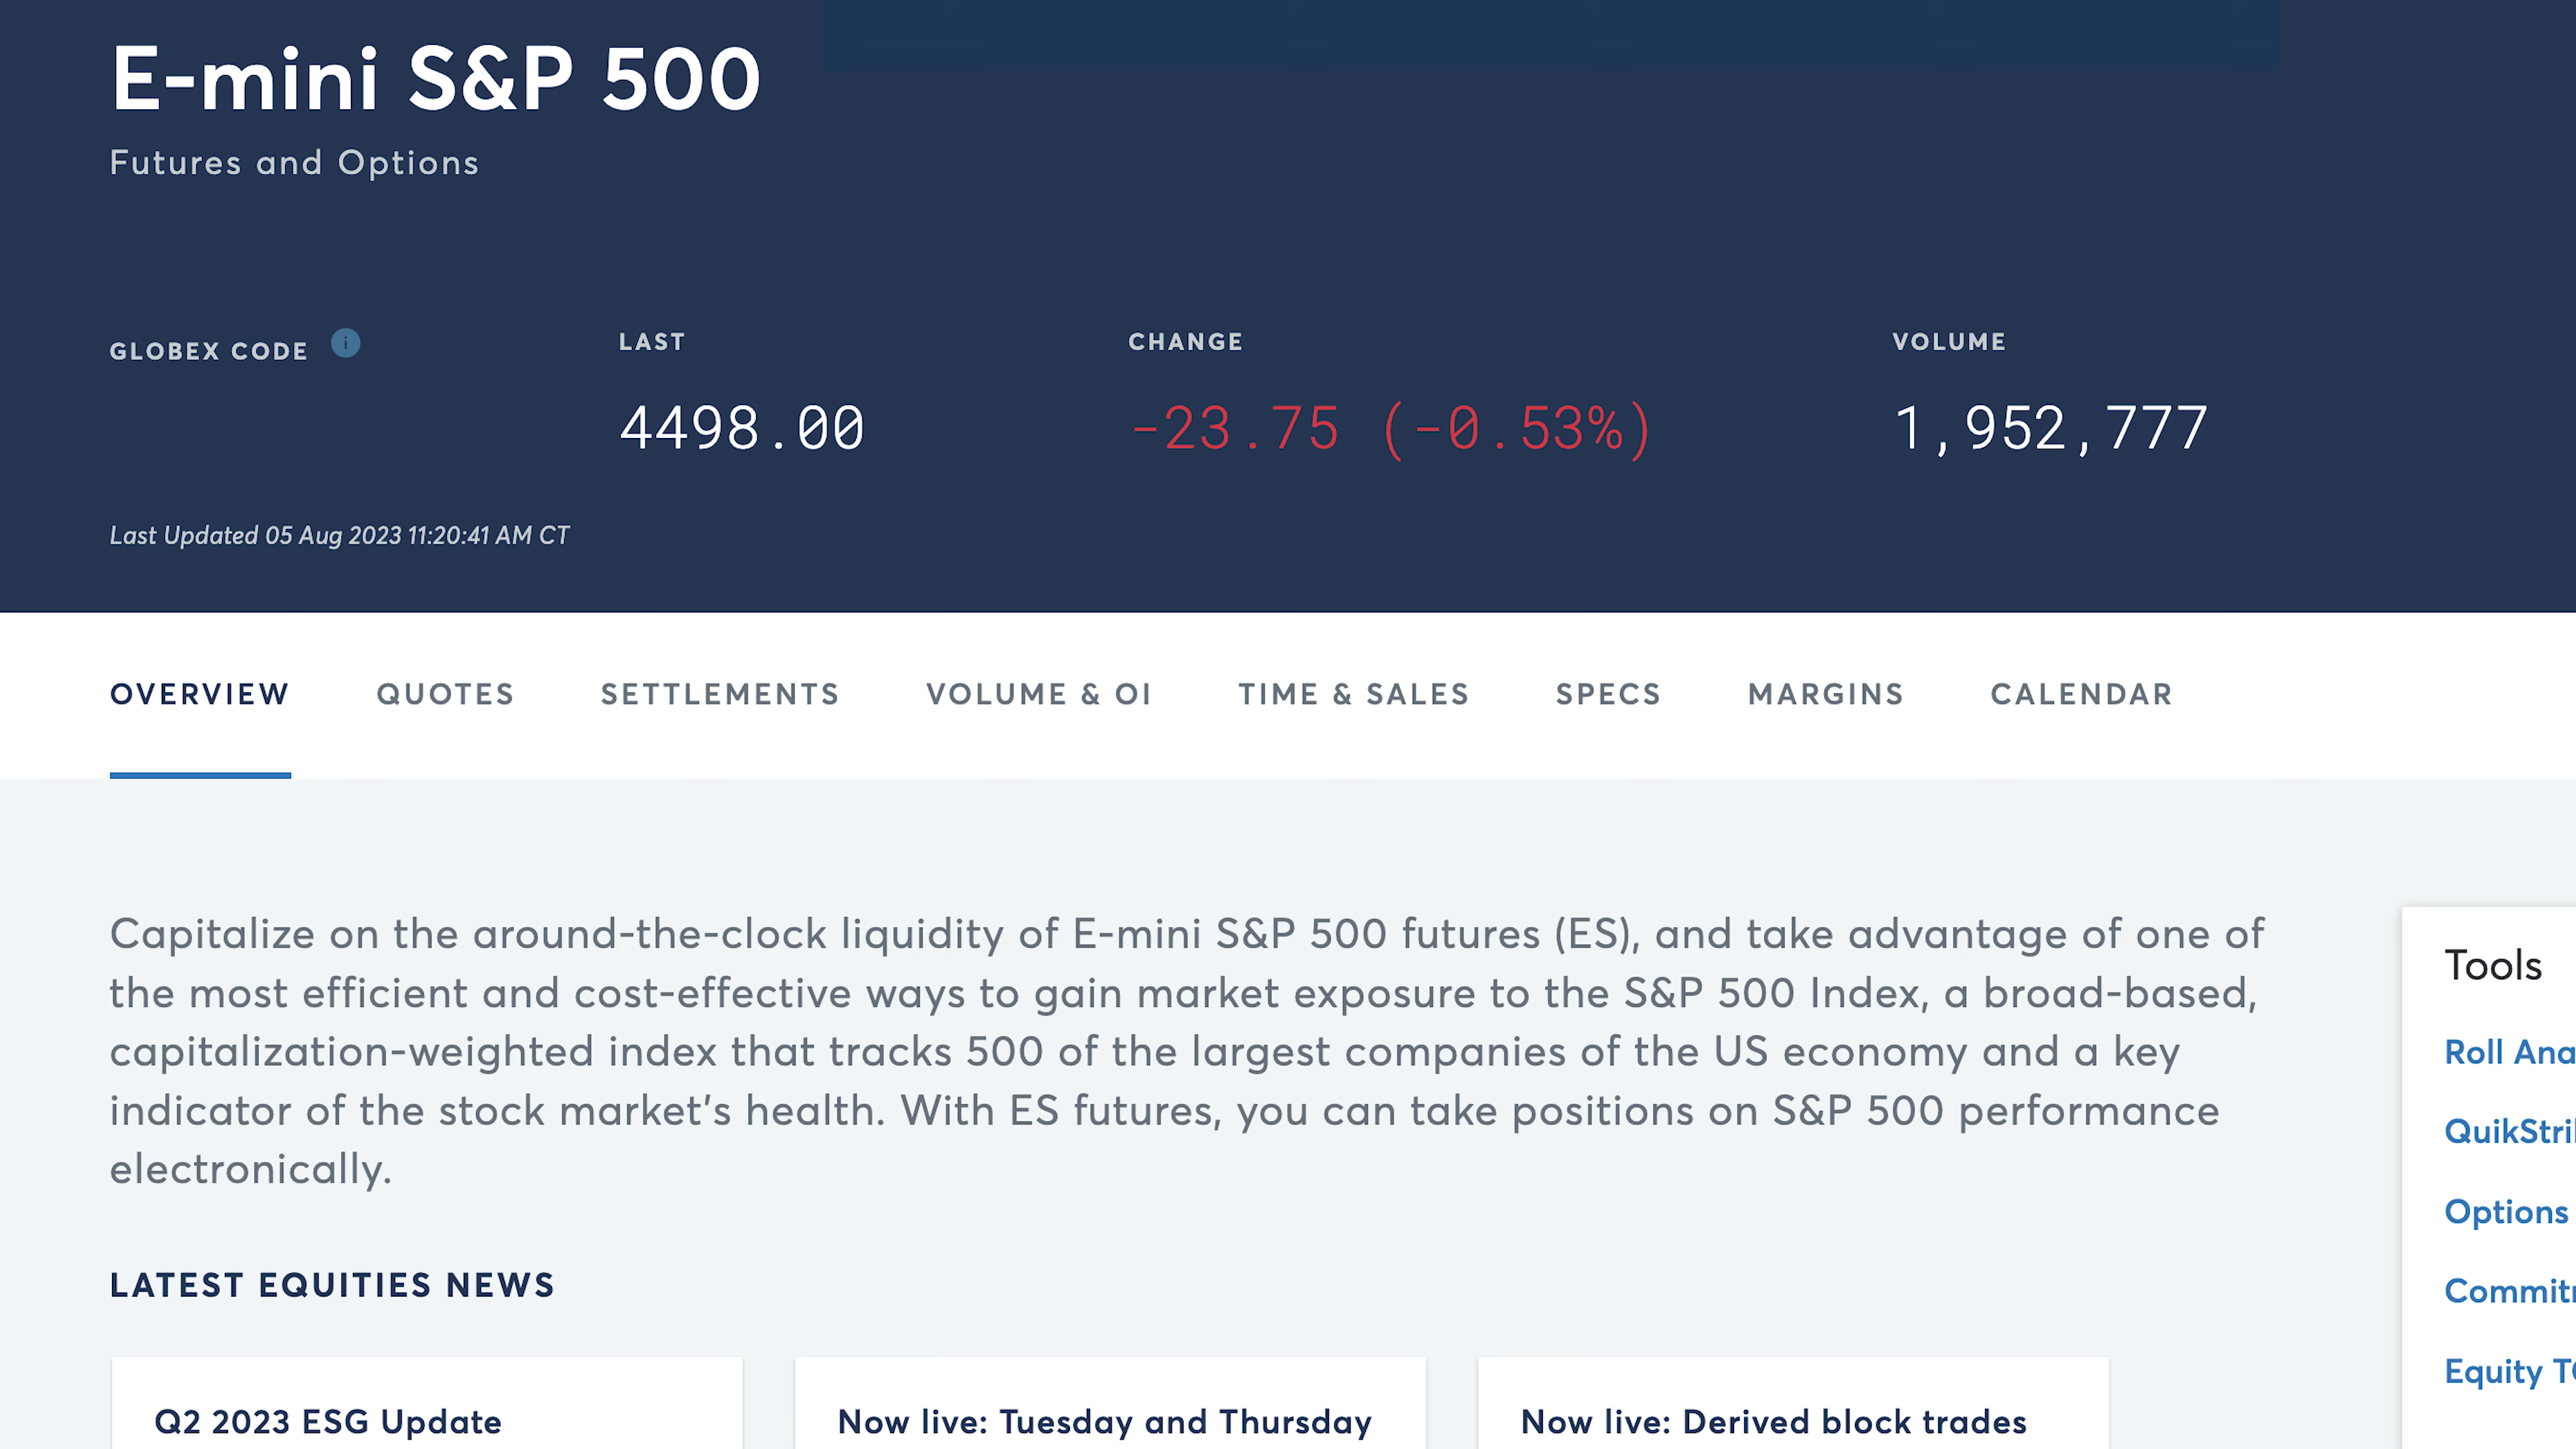 E-mini S&P 500
Futures and Options
GLOBEX CODE i
LAST
CHANGE
VOLUME
4498.00
-23.75 (-0.53%)
1,952,777
Last Updated 05 Aug 2023 11:20:41 AM CT
OVERVIEW QUOTES SETTLEMENTS VOLUME & OI TIME & SALES SPECS MARGINS CALENDAR
Capitalize on the around-the-clock liquidity of E-mini S&P 500 futures (ES), and take advantage of one of
the most efficient and cost-effective ways to gain market exposure to the S&P 500 Index, a broad-based,
capitalization-weighted index that tracks 500 of the largest companies of the US economy and a key
indicator of the stock market's health. With ES futures, you can take positions on S&P 500 performance
electronically.
Tools
Roll Ana
QuikStri
Options
Commit
Equity T
LATEST EQUITIES NEWS
Q2 2023 ESG Update
Now live: Tuesday and Thursday
Now live: Derived block trades